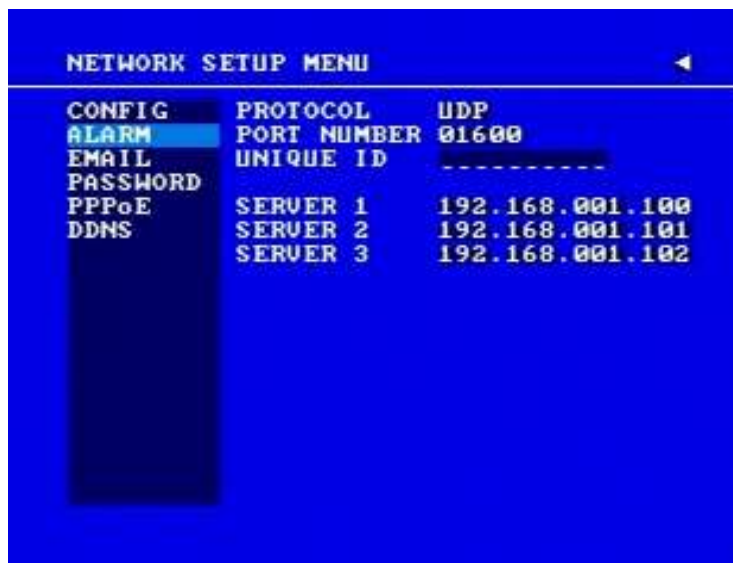 NETWORK SETUP MENU ◄
CONFIG PROTOCOL UDP
ALARM PORT NUMBER 01600
EMAIL UNIQUE ID ----------
PASSWORD
PPPoE SERVER 1 192.168.001.100
DDNS SERVER 2 192.168.001.101
SERVER 3 192.168.001.102